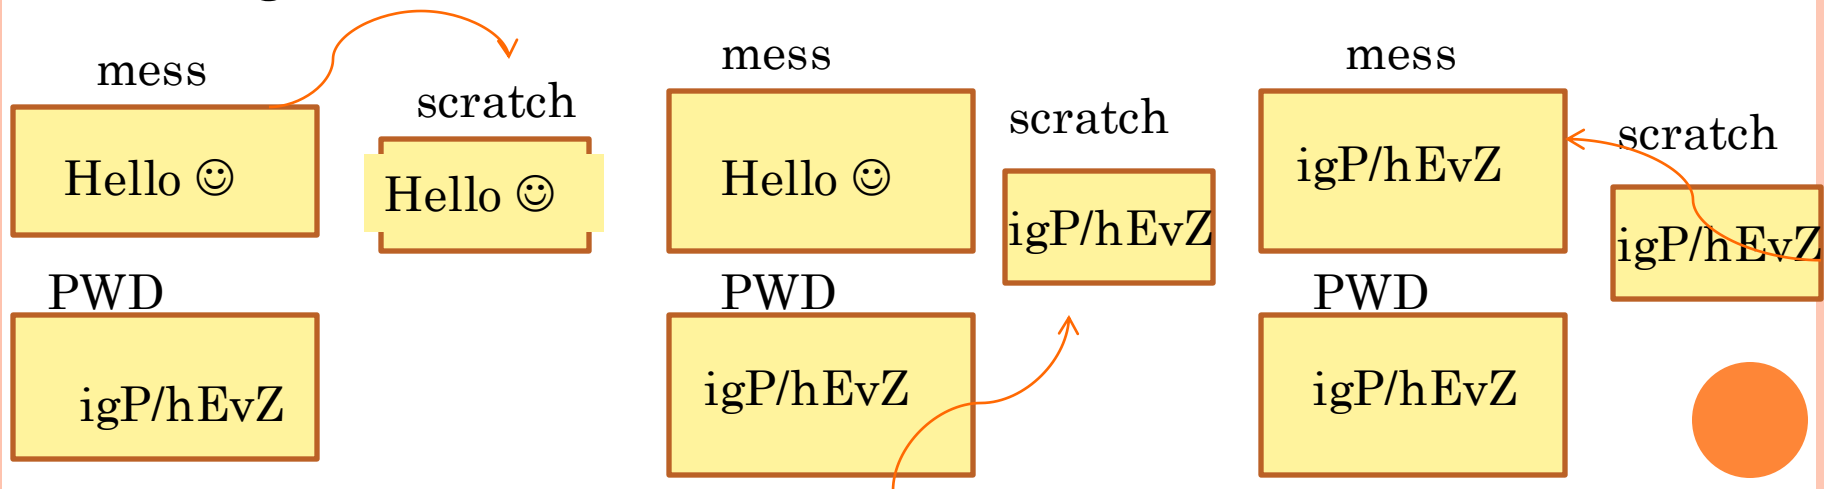 mess
scratch
Hello ☺
Hello ☺
PWD
igP/hEvZ
mess
scratch
Hello ☺
igP/hEvZ
PWD
igP/hEvZ
mess
scratch
igP/hEvZ
igP/hEvZ
PWD
igP/hEvZ